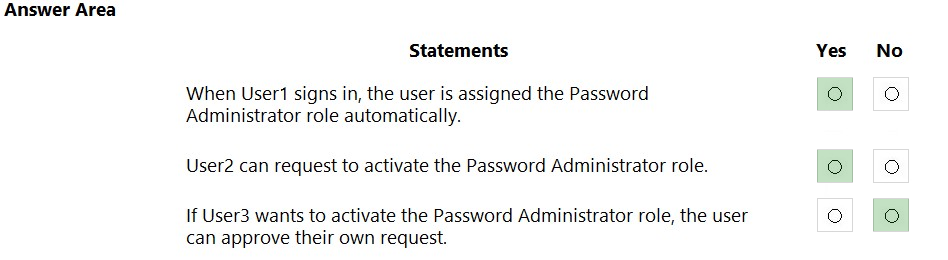 Answer Area
Statements Yes No
When User1 signs in, the user is assigned the Password
Administrator role automatically.
User2 can request to activate the Password Administrator role.
If User3 wants to activate the Password Administrator role, the user
can approve their own request.